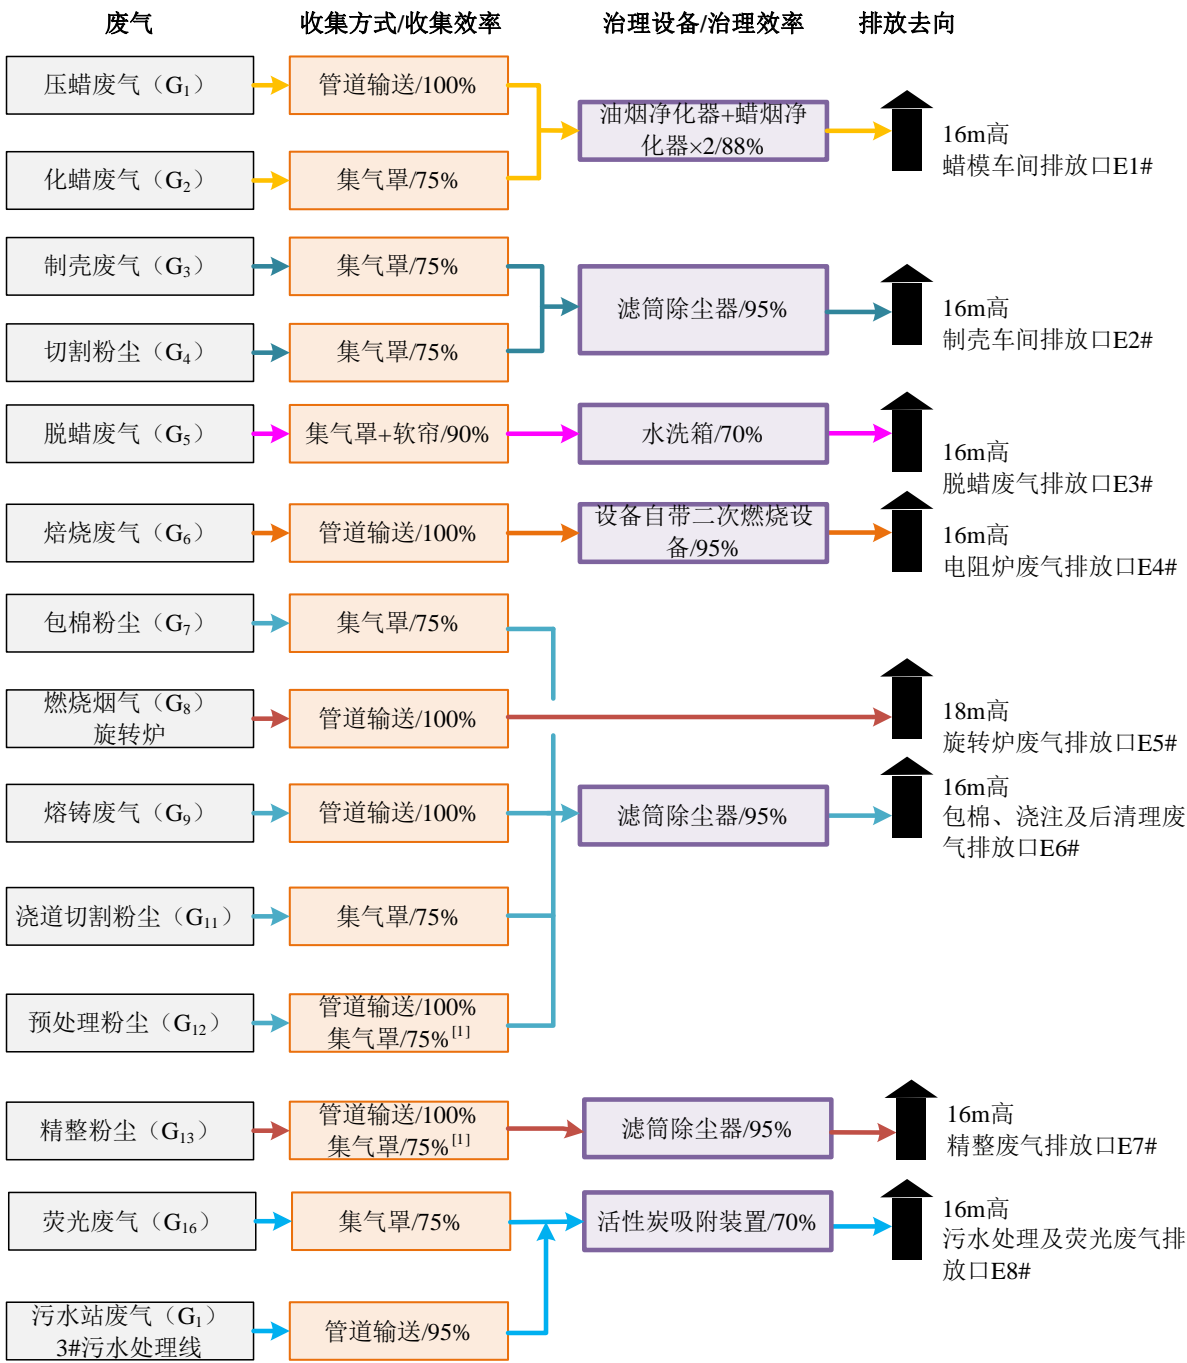 废气 收集方式/收集效率 治理设备/治理效率 排放去向
压蜡废气（G₁） 管道输送/100%
化蜡废气（G₂） 集气罩/75%
油烟净化器+蜡烟净
化器×2/88%
16m高
蜡模车间排放口E1#
制壳废气（G₃） 集气罩/75%
切割粉尘（G₄） 集气罩/75%
滤筒除尘器/95%
16m高
制壳车间排放口E2#
脱蜡废气（G₅） 集气罩+软帘/90% 水洗箱/70%
16m高
脱蜡废气排放口E3#
焙烧废气（G₆） 管道输送/100%
设备自带二次燃烧设
备/95%
16m高
电阻炉废气排放口E4#
包棉粉尘（G₇） 集气罩/75%
燃烧烟气（G₈）
旋转炉
管道输送/100%
18m高
旋转炉废气排放口E5#
熔铸废气（G₉） 管道输送/100% 滤筒除尘器/95%
16m高
包棉、浇注及后清理废
气排放口E6#
浇道切割粉尘（G₁₁） 集气罩/75%
预处理粉尘（G₁₂）
管道输送/100%
集气罩/75%[1]
精整粉尘（G₁₃）
管道输送/100%
集气罩/75%[1]
滤筒除尘器/95%
16m高
精整废气排放口E7#
荧光废气（G₁₆） 集气罩/75% 活性炭吸附装置/70%
16m高
污水处理及荧光废气排
放口E8#
污水站废气（G₁）
3#污水处理线
管道输送/95%